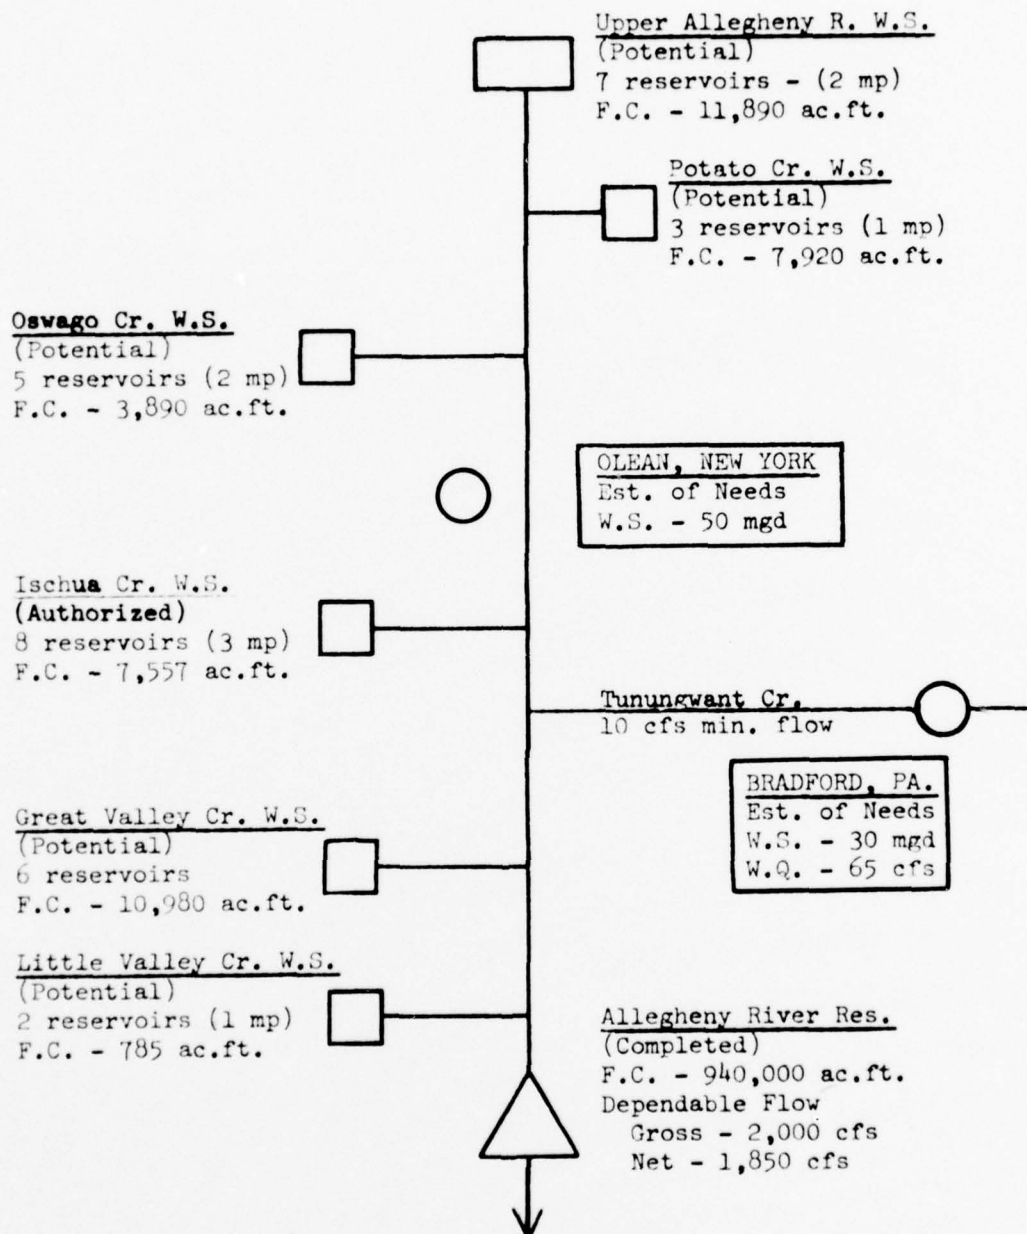 Upper Allegheny R. W.S.
(Potential)
7 reservoirs - (2 mp)
F.C. - 11,890 ac.ft.
Potato Cr. W.S.
(Potential)
3 reservoirs (1 mp)
F.C. - 7,920 ac.ft.
Oswago Cr. W.S.
(Potential)
5 reservoirs (2 mp)
F.C. - 3,890 ac.ft.
OLEAN, NEW YORK
Est. of Needs
W.S. - 50 mgd
Ischua Cr. W.S.
(Authorized)
8 reservoirs (3 mp)
F.C. - 7,557 ac.ft.
Tunungwant Cr.
10 cfs min. flow
BRADFORD, PA.
Est. of Needs
W.S. - 30 mgd
W.Q. - 65 cfs
Great Valley Cr. W.S.
(Potential)
6 reservoirs
F.C. - 10,980 ac.ft.
Little Valley Cr. W.S.
(Potential)
2 reservoirs (1 mp)
F.C. - 785 ac.ft.
Allegheny River Res.
(Completed)
F.C. - 940,000 ac.ft.
Dependable Flow
Gross - 2,000 cfs
Net - 1,850 cfs